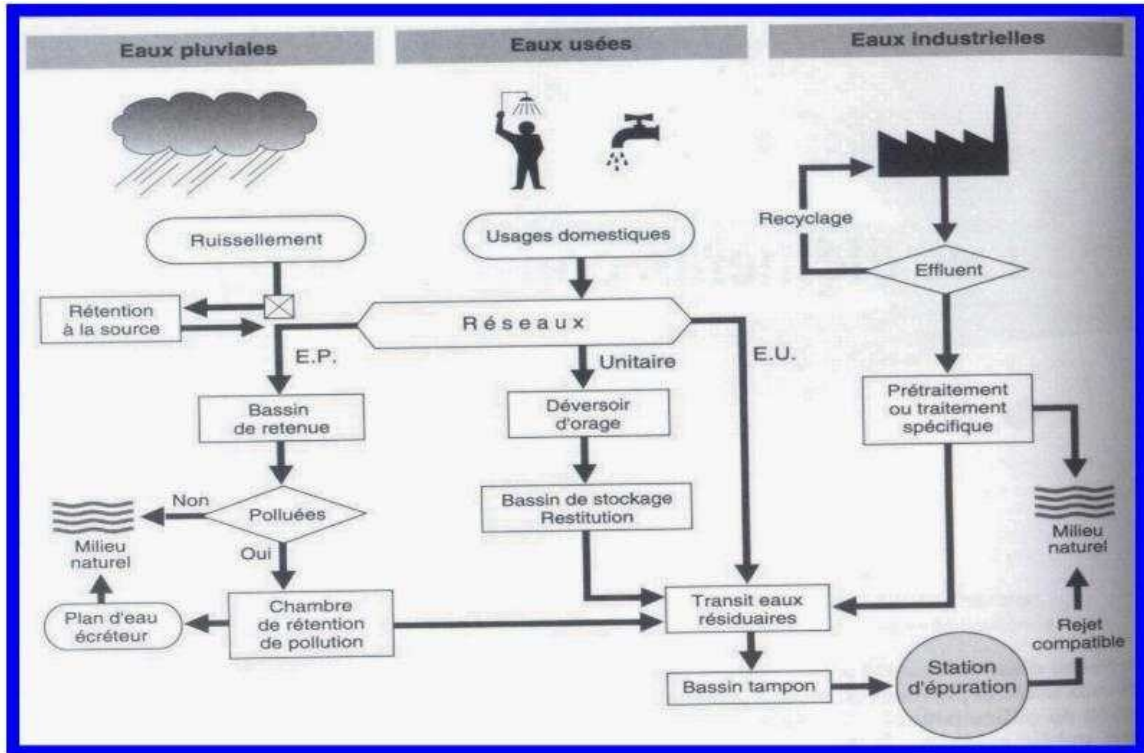 Eaux pluviales
Eaux usées
Eaux industrielles
Ruissellement
Usages domestiques
Recyclage
Effluent
Rétention
à la source
Réseaux
E.P.
Unitaire
E.U.
Bassin
de retenue
Déversoir
d'orage
Prétraitement
ou traitement
spécifique
Non
Polluées
Oui
Bassin de stockage
Restitution
Milieu
naturel
Milieu
naturel
Plan d'eau
écréteur
Chambre
de rétention
de pollution
Transit eaux
résiduaires
Rejet
compatible
Bassin tampon
Station
d'épuration